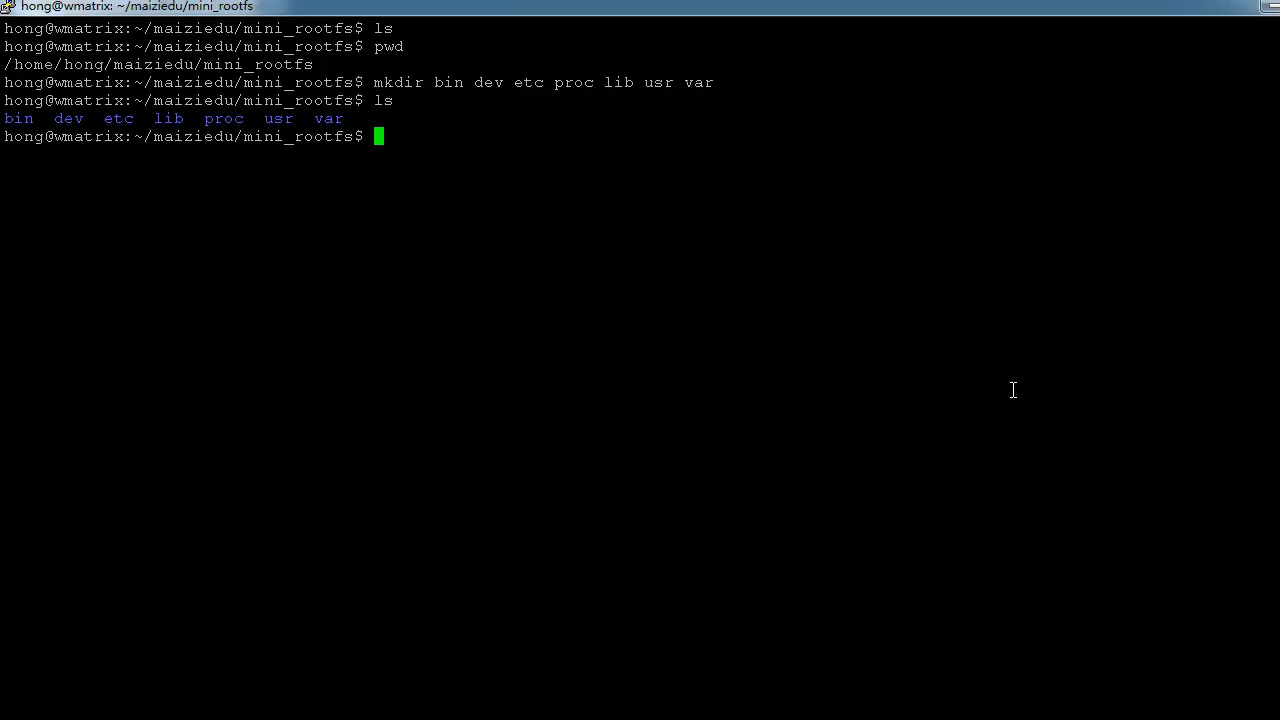 hong@wmatrix: ~/maiziedu/mini_rootfs
hong@wmatrix:~/maiziedu/mini_rootfs$ ls
hong@wmatrix:~/maiziedu/mini_rootfs$ pwd
/home/hong/maiziedu/mini_rootfs
hong@wmatrix:~/maiziedu/mini_rootfs$ mkdir bin dev etc proc lib usr var
hong@wmatrix:~/maiziedu/mini_rootfs$ ls
bin  dev  etc  lib  proc  usr  var
hong@wmatrix:~/maiziedu/mini_rootfs$